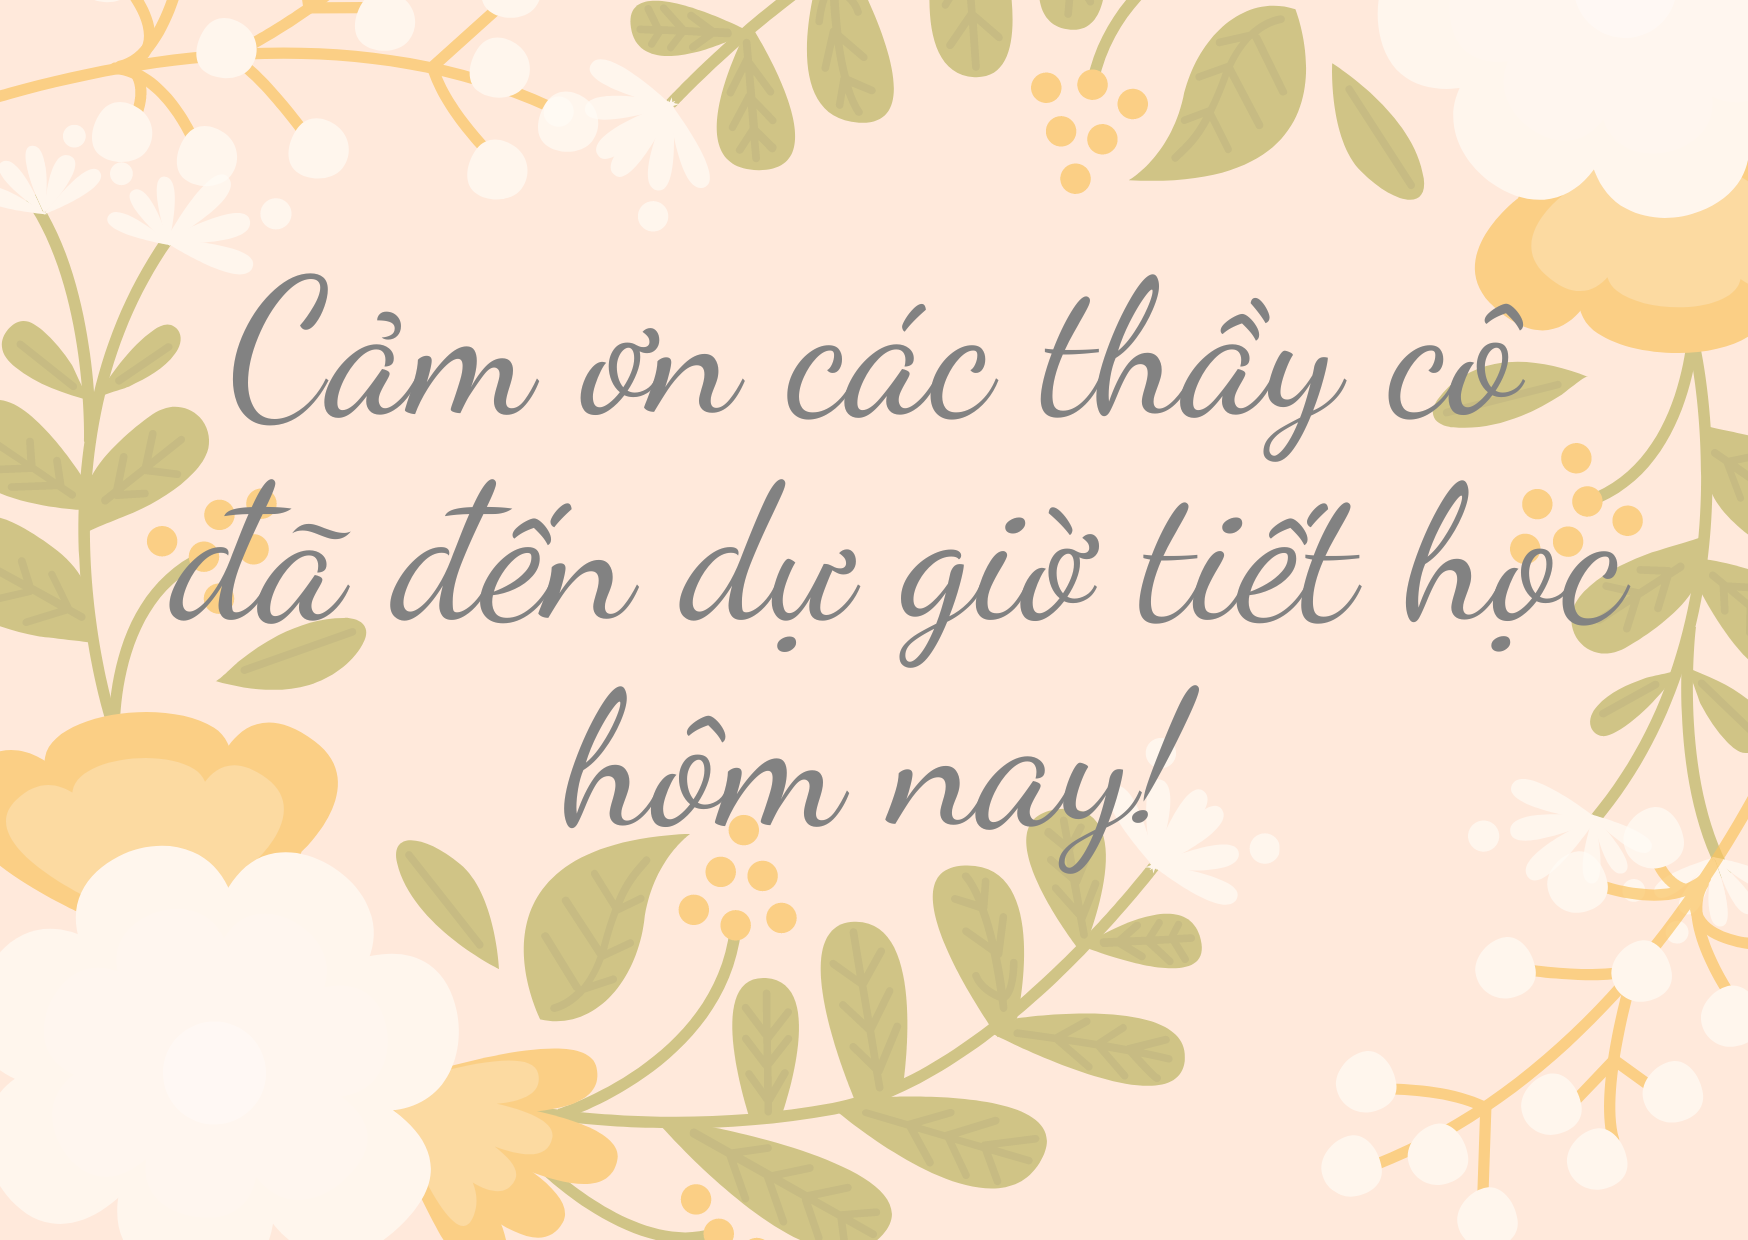 Cảm ơn các thầy cô
đã đến dự giờ tiết học
hôm nay!